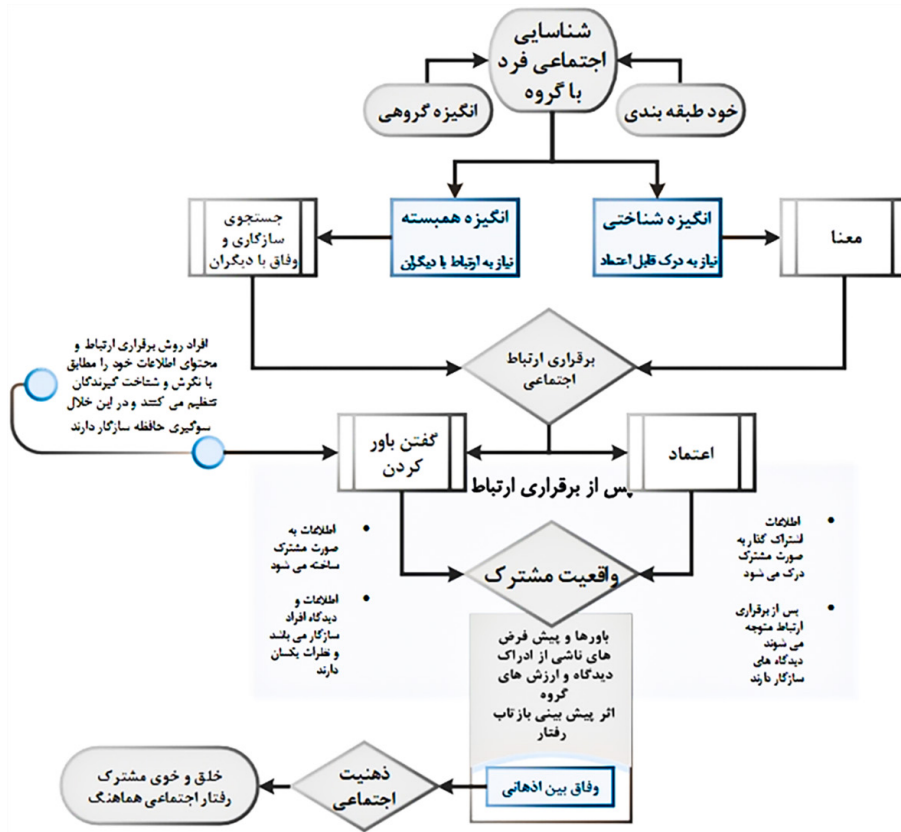 شناسایی
اجتماعی فرد
با گروه
خود طبقه بندی
انگیزه گروهی
معنا
انگیزه شناختی
نیاز به درک قابل اعتماد
انگیزه همبسته
نیاز به ارتباط با دیگران
جستجوی
سازگاری و
وفاق با دیگران
برقراری ارتباط
اجتماعی
افراد روش برقراری ارتباط و
محتوای اطلاعات خود را مطابق
با نگرش و شناخت گیرندگان
تنظیم می کنند و در این خلال
سوگیری حافظه سازگار دارند
اعتماد
گفتن باور
کردن
پس از برقراری ارتباط
اطلاعات
اشتراک گذار به
صورت مشترک
درک می شود
پس از برقراری
ارتباط متوجه
می شوند
دیدگاه های
سازگار دارند
واقعیت مشترک
اطلاعات به
صورت مشترک
ساخته می شود
اطلاعات و
دیدگاه افراد
سازگار می باشد
و نظرات یکسان
دارند
باورها و پیش فرض
های ناشی از ادراک
دیدگاه و ارزش های
گروه
اثر پیش بینی بازتاب
رفتار
وفاق بین اذهانی
ذهنیت
اجتماعی
خلق و خوی مشترک
رفتار اجتماعی هماهنگ